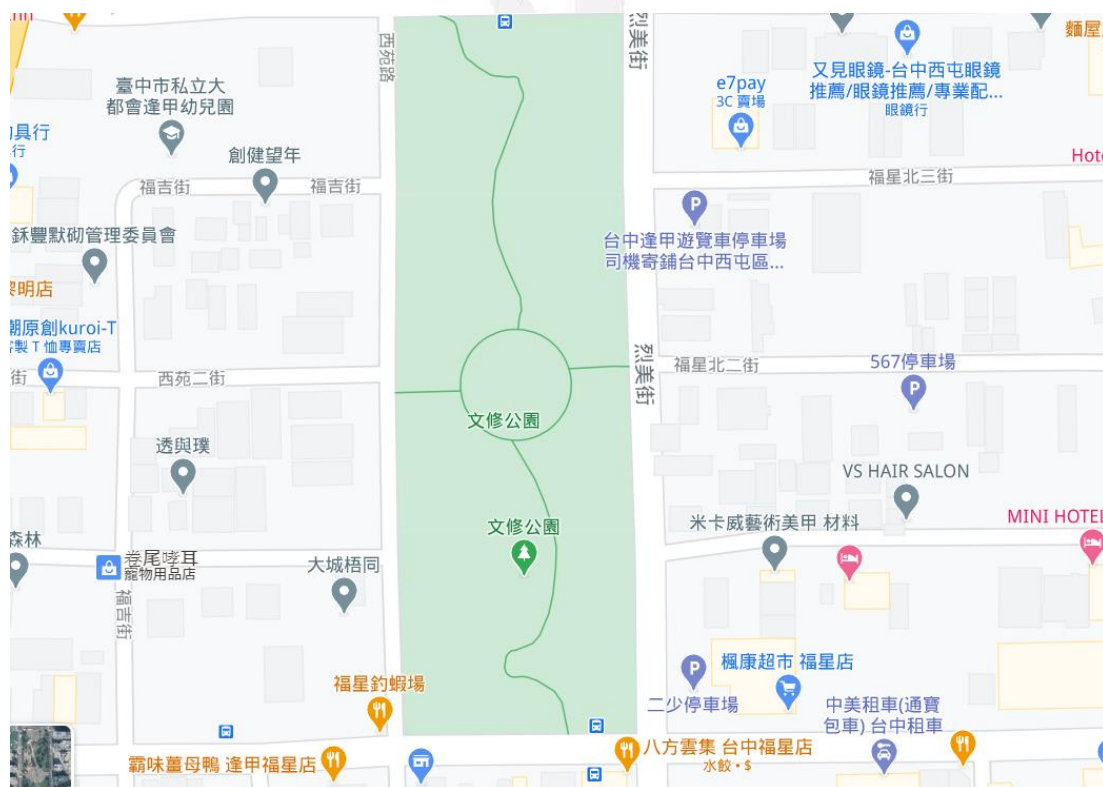 西苑路
烈美街
臺中市私立大
都會逢甲幼兒園
e7pay
3C 賣場
又見眼鏡-台中西屯眼鏡
推薦/眼鏡推薦/專業配...
眼鏡行
麵屋
創健望年
福吉街
福吉街
福星北三街
Hote
P
台中逢甲遊覽車停車場
司機寄鋪台中西屯區...
鉌豐默砌管理委員會
黎明店
潮原創kuroi-T
客製T恤專賣店
街
西苑二街
烈美街
福星北二街
567停車場
P
文修公園
透與璞
VS HAIR SALON
米卡威藝術美甲 材料
MINI HOTEL
文修公園
森林
卷尾哮耳
寵物用品店
大城梧同
福吉街
福星釣蝦場
P
二少停車場
楓康超市 福星店
中美租車(通寶
包車) 台中租車
霸味薑母鴨 逢甲福星店
八方雲集 台中福星店
水餃・$